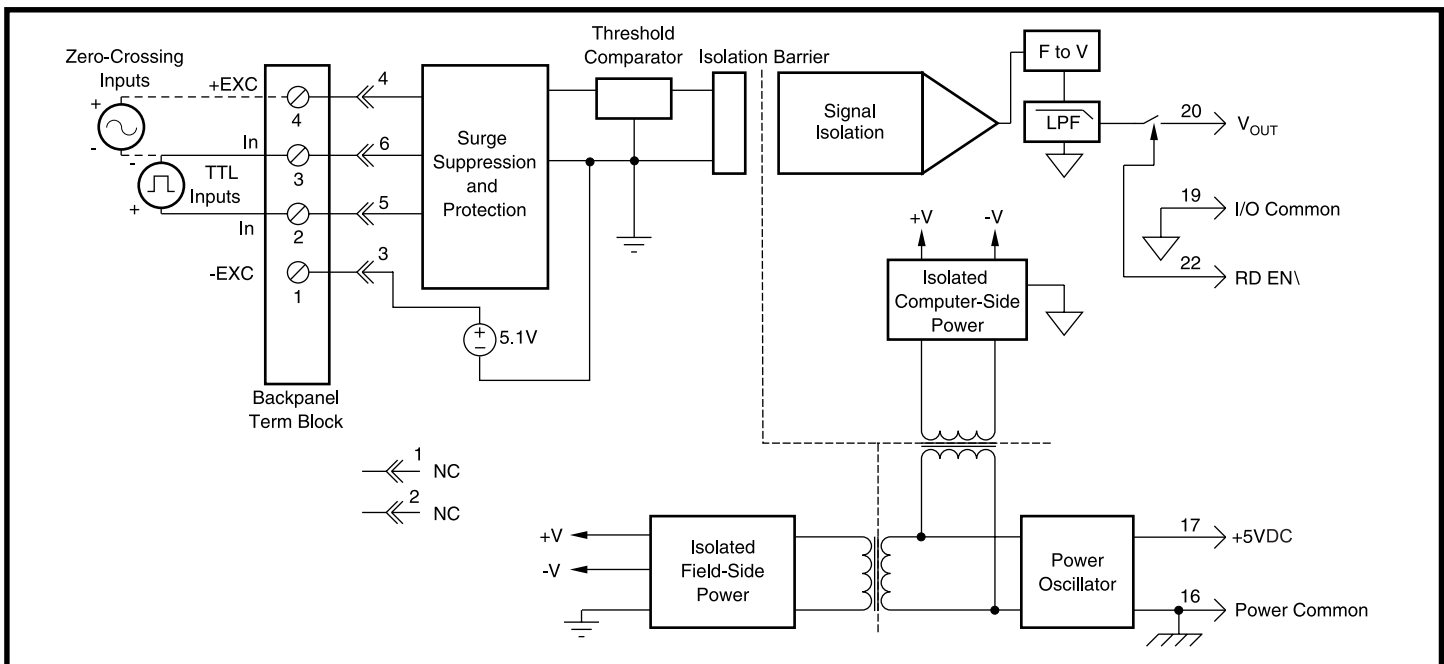 Zero-Crossing
Inputs
+EXC
4
4
+
-
In
3
6
-
TTL
Inputs
+
In
2
5
-EXC
1
3
Backpanel
Term Block
Surge
Suppression
and
Protection
+
−
5.1V
Threshold
Comparator
Isolation Barrier
Signal
Isolation
F to V
LPF
20
VOUT
19
I/O Common
22
RD EN\
+V
-V
Isolated
Computer-Side
Power
1
NC
2
NC
+V
-V
Isolated
Field-Side
Power
Power
Oscillator
17
+5VDC
16
Power Common